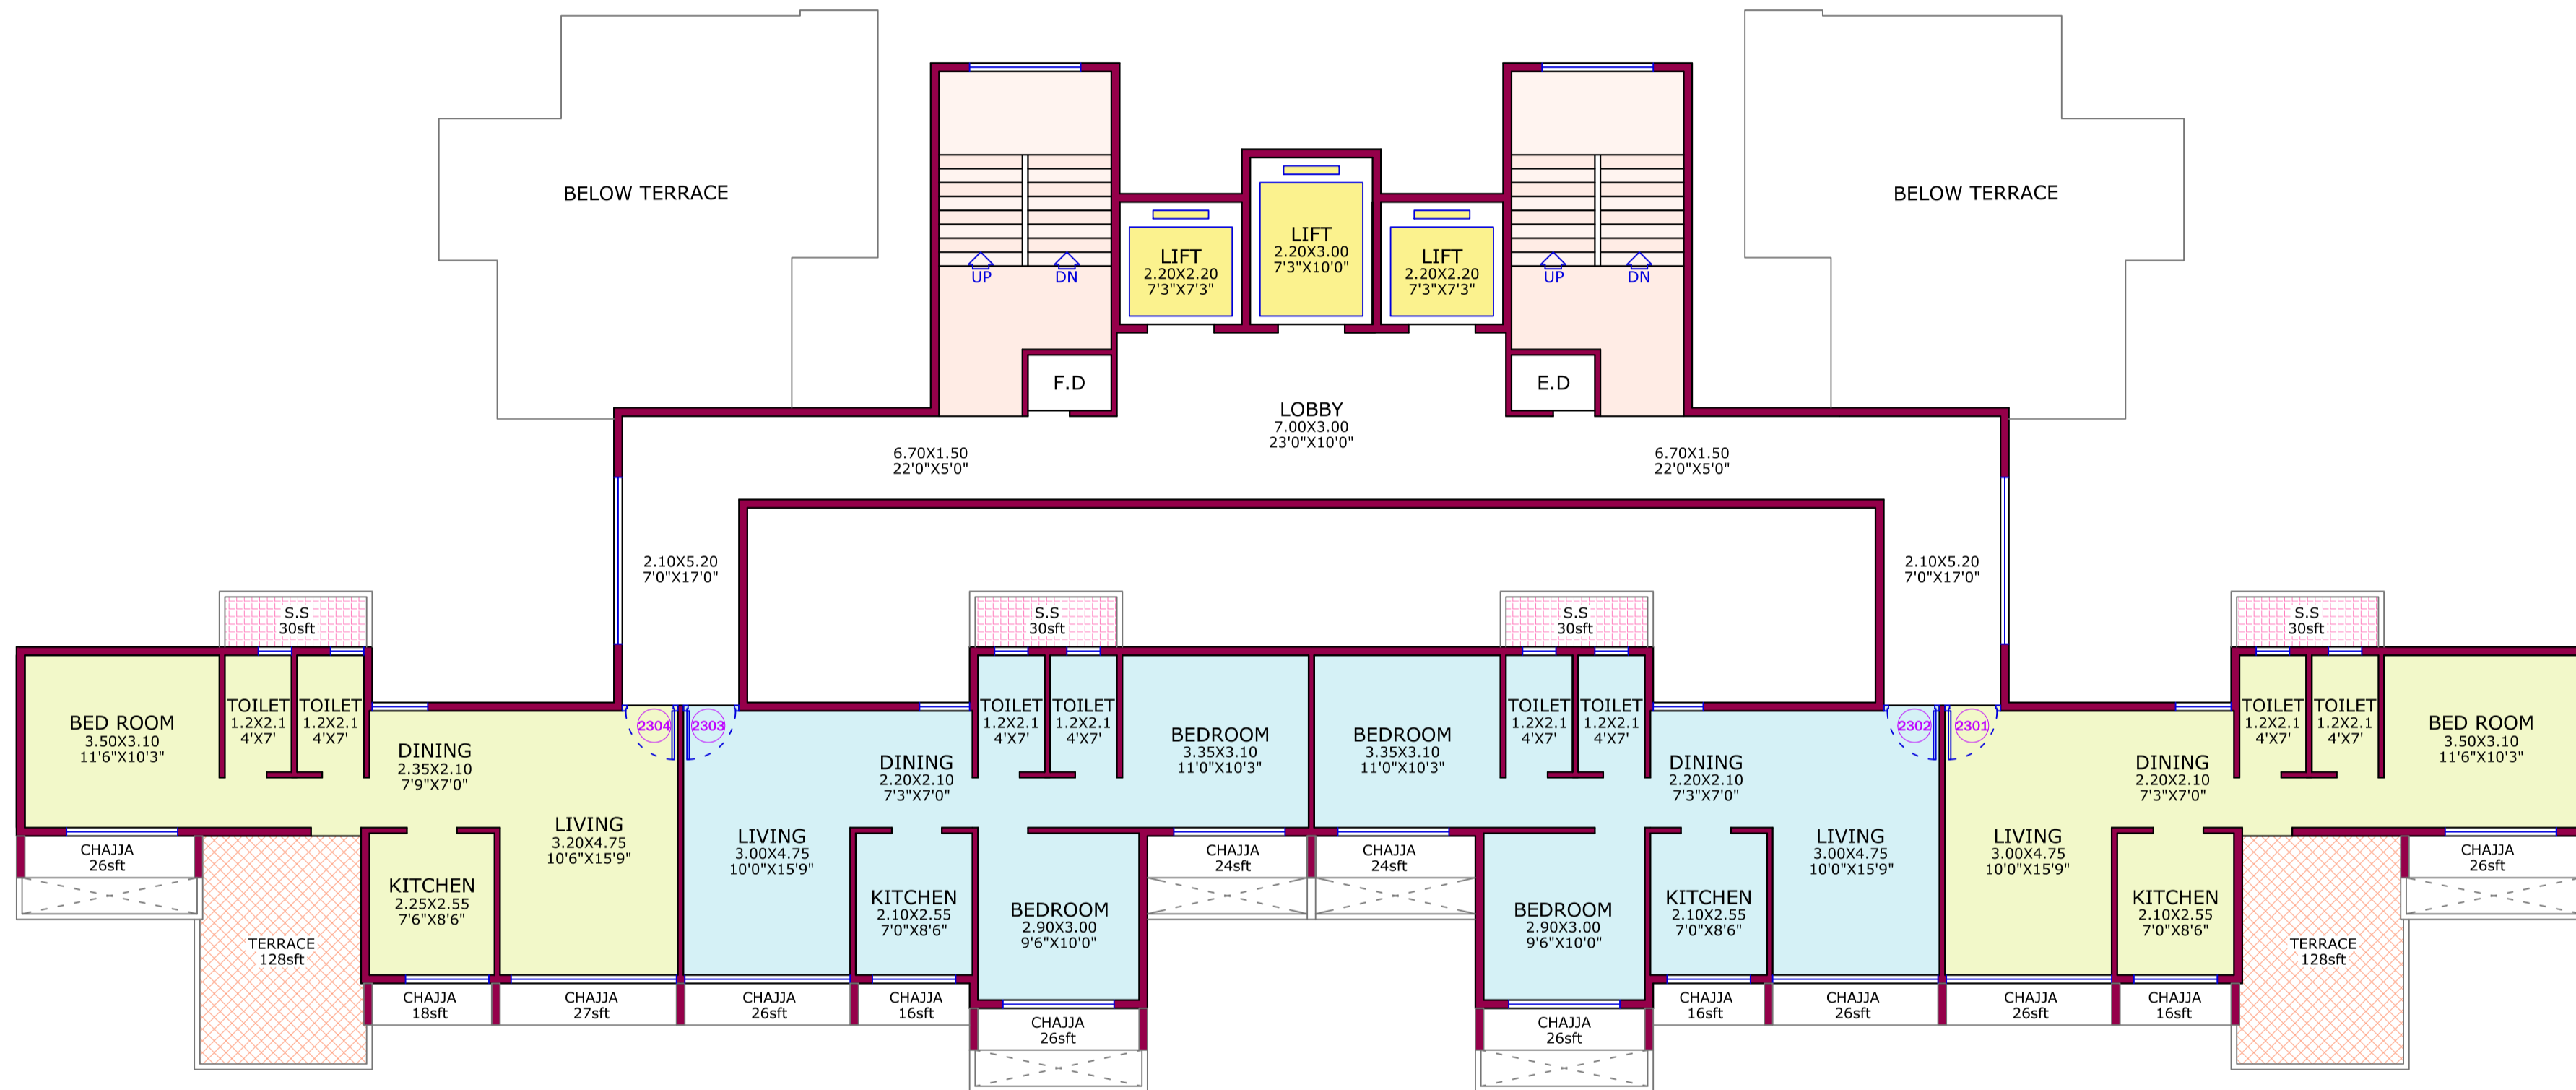 BELOW TERRACE
BELOW TERRACE
UP
DN
LIFT
2.20X2.20
7'3"X7'3"
LIFT
2.20X3.00
7'3"X10'0"
LIFT
2.20X2.20
7'3"X7'3"
UP
DN
F.D
E.D
LOBBY
7.00X3.00
23'0"X10'0"
6.70X1.50
22'0"X5'0"
6.70X1.50
22'0"X5'0"
2.10X5.20
7'0"X17'0"
2.10X5.20
7'0"X17'0"
S.S
30sft
S.S
30sft
S.S
30sft
S.S
30sft
BED ROOM
3.50X3.10
11'6"X10'3"
TOILET
1.2X2.1
4'X7'
TOILET
1.2X2.1
4'X7'
DINING
2.35X2.10
7'9"X7'0"
2304
2303
DINING
2.20X2.10
7'3"X7'0"
TOILET
1.2X2.1
4'X7'
TOILET
1.2X2.1
4'X7'
BEDROOM
3.35X3.10
11'0"X10'3"
BEDROOM
3.35X3.10
11'0"X10'3"
TOILET
1.2X2.1
4'X7'
TOILET
1.2X2.1
4'X7'
DINING
2.20X2.10
7'3"X7'0"
2302
2301
DINING
2.20X2.10
7'3"X7'0"
TOILET
1.2X2.1
4'X7'
TOILET
1.2X2.1
4'X7'
BED ROOM
3.50X3.10
11'6"X10'3"
LIVING
3.20X4.75
10'6"X15'9"
LIVING
3.00X4.75
10'0"X15'9"
LIVING
3.00X4.75
10'0"X15'9"
LIVING
3.00X4.75
10'0"X15'9"
CHAJJA
26sft
CHAJJA
24sft
CHAJJA
24sft
CHAJJA
26sft
KITCHEN
2.25X2.55
7'6"X8'6"
KITCHEN
2.10X2.55
7'0"X8'6"
BEDROOM
2.90X3.00
9'6"X10'0"
BEDROOM
2.90X3.00
9'6"X10'0"
KITCHEN
2.10X2.55
7'0"X8'6"
KITCHEN
2.10X2.55
7'0"X8'6"
TERRACE
128sft
TERRACE
128sft
CHAJJA
18sft
CHAJJA
27sft
CHAJJA
26sft
CHAJJA
16sft
CHAJJA
26sft
CHAJJA
26sft
CHAJJA
16sft
CHAJJA
26sft
CHAJJA
26sft
CHAJJA
16sft